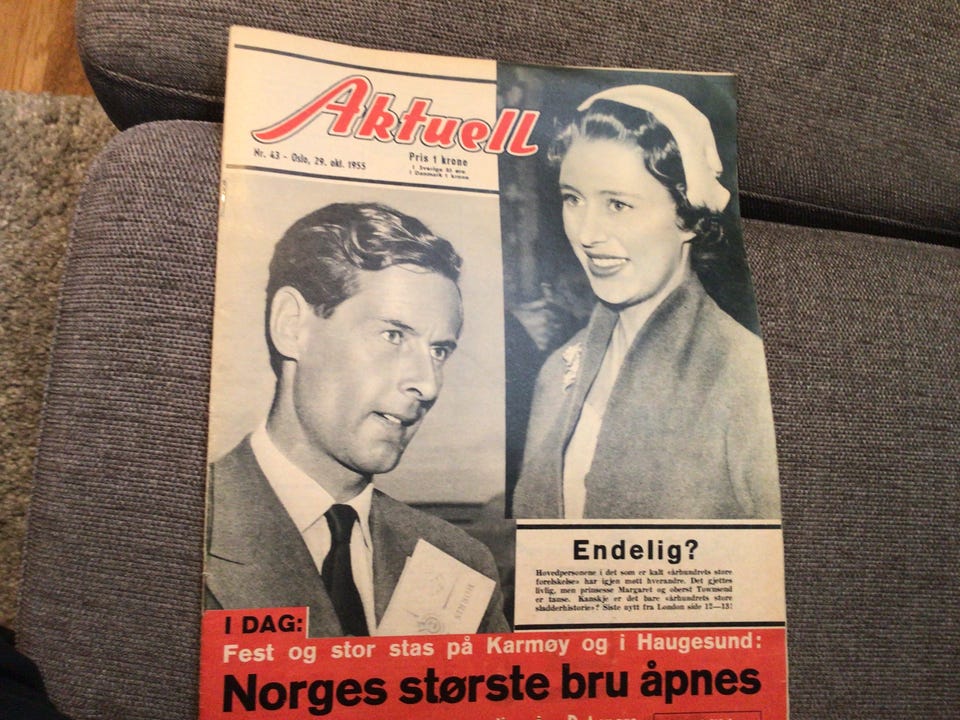 Aktuell
Nr. 43 - Oslo, 29. okt. 1955
Pris 1 krone
I Sverige 85 øre
I Danmark 1 krone
Endelig?
Hovedpersonene i det som er kalt «århundrets store
forelskelse» har igjen møtt hverandre. Det gjettes
livlig, men prinsesse Margaret og oberst Townsend
er tause. Kanskje er det bare «århundrets store
sladderhistorie»? Siste nytt fra London side 12—13!
I DAG:
Fest og stor stas på Karmøy og i Haugesund:
Norges største bru åpnes